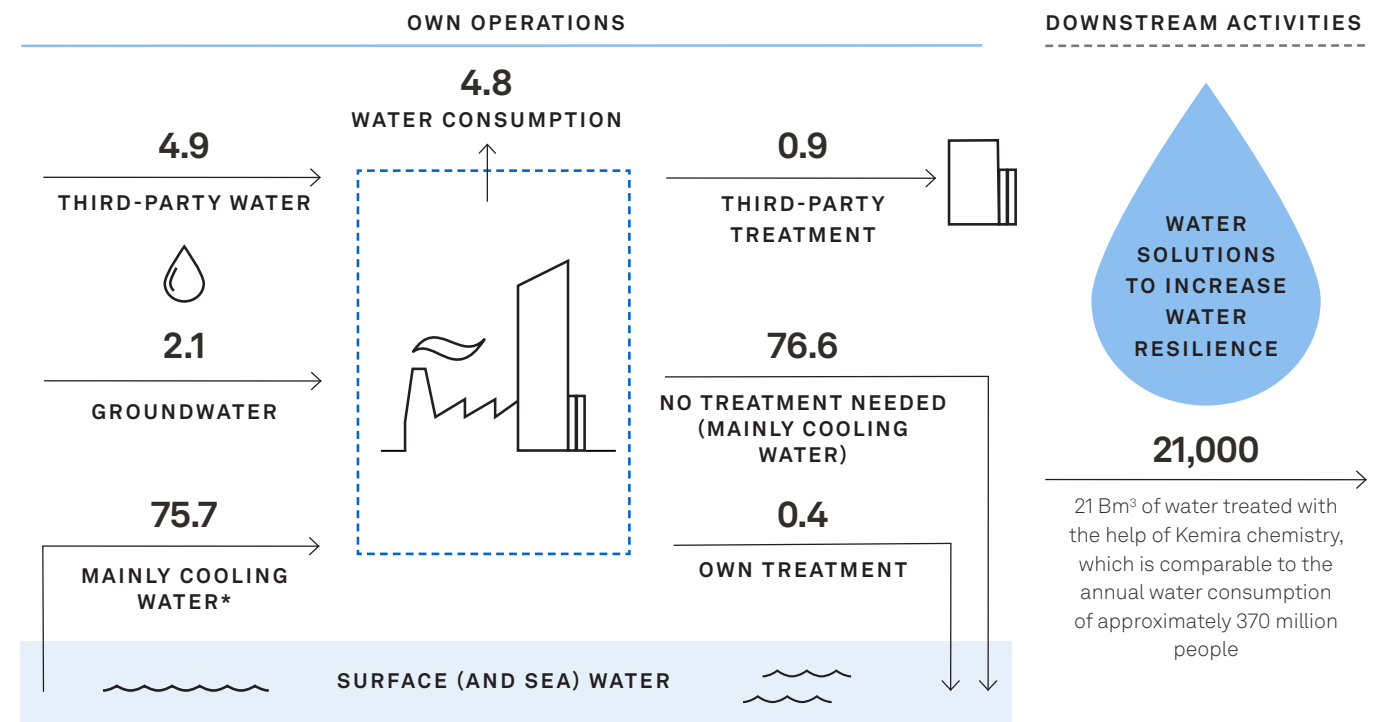 OWN OPERATIONS
DOWNSTREAM ACTIVITIES
4.8
WATER CONSUMPTION
4.9
THIRD-PARTY WATER
0.9
THIRD-PARTY
TREATMENT
2.1
GROUNDWATER
76.6
NO TREATMENT NEEDED
(MAINLY COOLING
WATER)
75.7
MAINLY COOLING
WATER*
0.4
OWN TREATMENT
SURFACE (AND SEA) WATER
WATER
SOLUTIONS
TO INCREASE
WATER
RESILIENCE
21,000
21 Bm³ of water treated with
the help of Kemira chemistry,
which is comparable to the
annual water consumption
of approximately 370 million
people